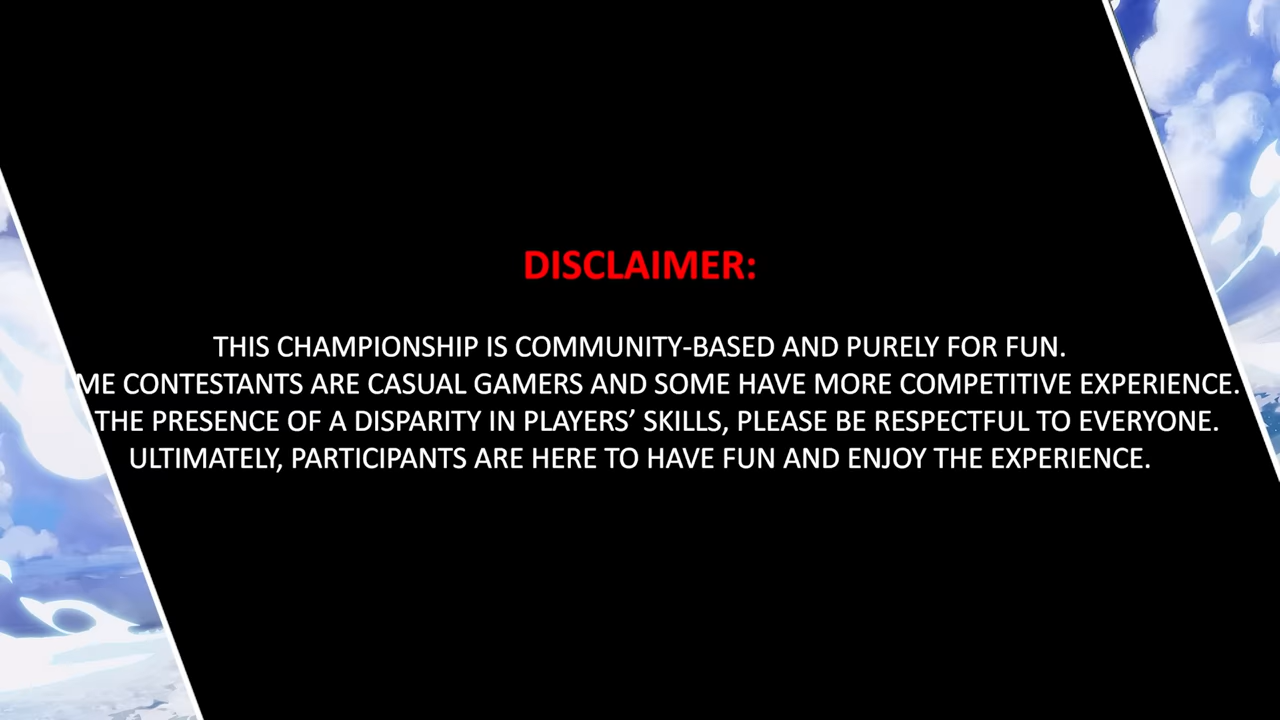 DISCLAIMER:
THIS CHAMPIONSHIP IS COMMUNITY-BASED AND PURELY FOR FUN.
ME CONTESTANTS ARE CASUAL GAMERS AND SOME HAVE MORE COMPETITIVE EXPERIENCE.
THE PRESENCE OF A DISPARITY IN PLAYERS’ SKILLS, PLEASE BE RESPECTFUL TO EVERYONE.
ULTIMATELY, PARTICIPANTS ARE HERE TO HAVE FUN AND ENJOY THE EXPERIENCE.